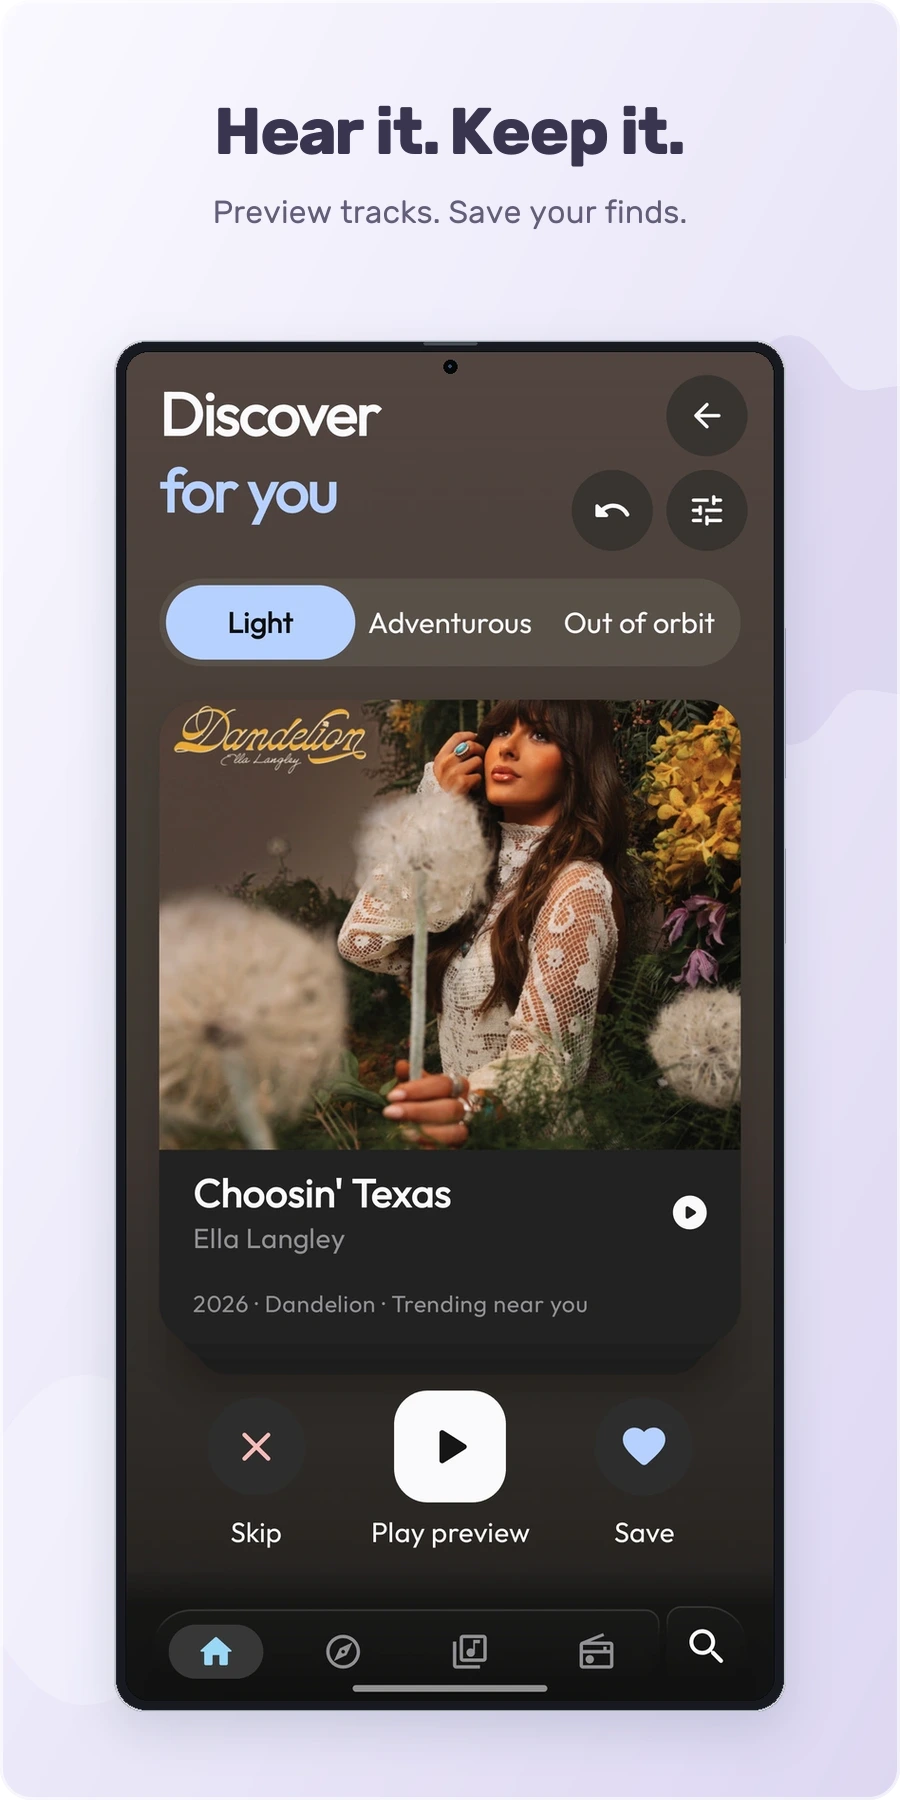 Hear it. Keep it.
Preview tracks. Save your finds.
Discover
for you
Light
Adventurous
Out of orbit
Dandelion
Ella Langley
Choosin' Texas
Ella Langley
2026 · Dandelion · Trending near you
Skip
Play preview
Save